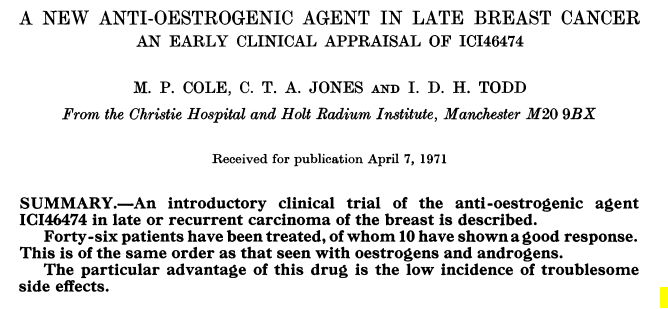 A NEW ANTI-OESTROGENIC AGENT IN LATE BREAST CANCER
AN EARLY CLINICAL APPRAISAL OF ICI46474
M. P. COLE, C. T. A. JONES AND I. D. H. TODD
From the Christie Hospital and Holt Radium Institute, Manchester M20 9BX
Received for publication April 7, 1971
SUMMARY.—An introductory clinical trial of the anti-oestrogenic agent
ICI46474 in late or recurrent carcinoma of the breast is described.
Forty-six patients have been treated, of whom 10 have shown a good response.
This is of the same order as that seen with oestrogens and androgens.
The particular advantage of this drug is the low incidence of troublesome
side effects.